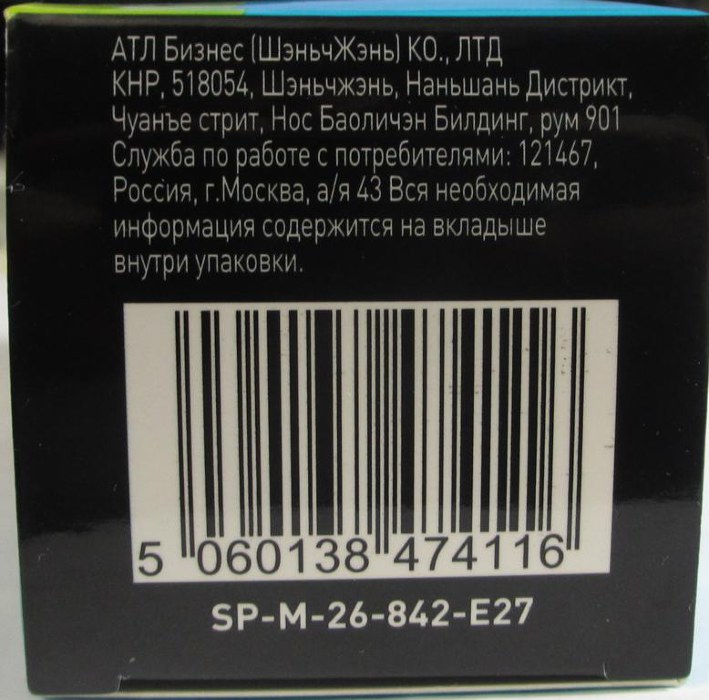 АТЛ Бизнес (ШэньчЖэнь) КО., ЛТД
КНР, 518054, Шэньчжэнь, Наньшань Дистрикт,
Чуанъе стрит, Нос Баоличэн Билдинг, рум 901
Служба по работе с потребителями: 121467,
Россия, г.Москва, а/я 43 Вся необходимая
информация содержится на вкладыше
внутри упаковки.
5 060138 474116
SP-M-26-842-E27